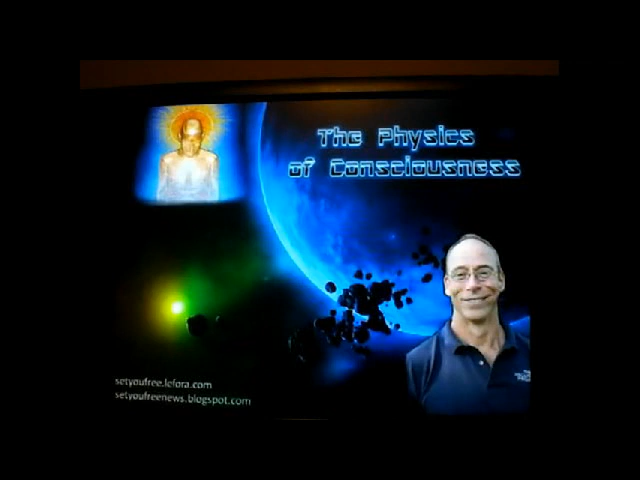 The Physics
of Consciousness
setyoufree.lefora.com
setyoufreenews.blogspot.com